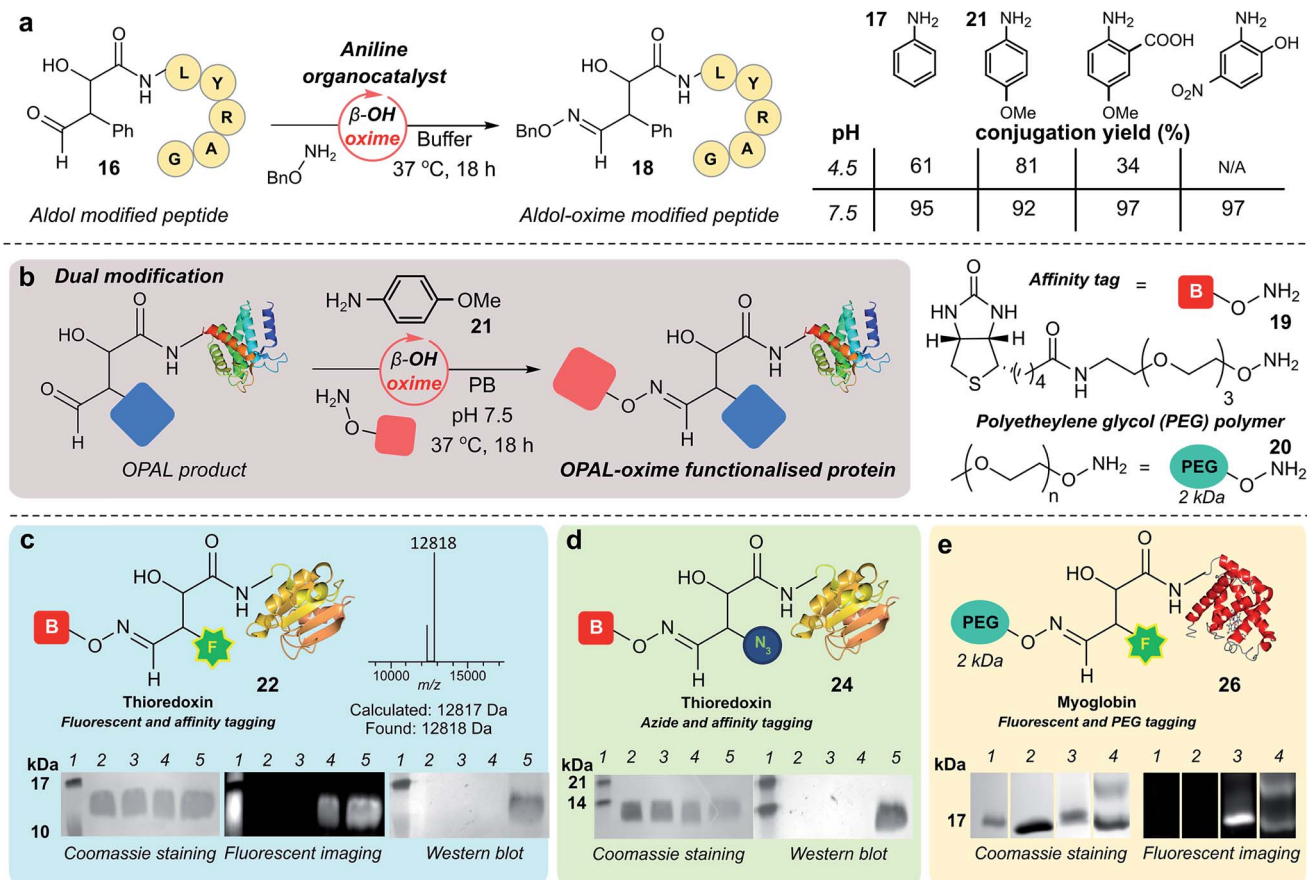 a
HO
O
N
H
L
Y
R
A
G
O
H
Ph
16
Aldol modified peptide
Aniline
organocatalyst
β-OH
oxime
NH2
BnO
Buffer
37 ºC, 18 h
HO
O
N
H
L
Y
R
A
G
BnO
N
H
Ph
18
Aldol-oxime modified peptide
17
NH2
21
NH2
OMe
NH2
COOH
OMe
NH2
OH
O2N
pH
conjugation yield (%)
4.5 61 81 34 N/A
7.5 95 92 97 97
b
Dual modification
HO
O
N
H
O
H
OPAL product
H2N
OMe
21
β-OH
oxime
H2N
O
PB
pH 7.5
37 ºC, 18 h
HO
O
N
H
O
N
H
OPAL-oxime functionalised protein
Affinity tag = B O NH2
19
O
HN NH
H H
S
4
O
N
H
O
3
O
NH2
Polyetheylene glycol (PEG) polymer
O
n
O
NH2
=
PEG
O
NH2
20
2 kDa
c
HO
O
N
H
B
O
N
H
F
22
Thioredoxin
Fluorescent and affinity tagging
12818
10000 15000
m/z
Calculated: 12817 Da
Found: 12818 Da
kDa 1 2 3 4 5 1 2 3 4 5 1 2 3 4 5
17
10
Coomassie staining Fluorescent imaging Western blot
d
HO
O
N
H
B
O
N
H
N3
24
Thioredoxin
Azide and affinity tagging
kDa 1 2 3 4 5 1 2 3 4 5
21
14
Coomassie staining Western blot
e
HO
O
N
H
PEG
2 kDa
O
N
H
F
26
Myoglobin
Fluorescent and PEG tagging
kDa 1 2 3 4 1 2 3 4
17
Coomassie staining Fluorescent imaging